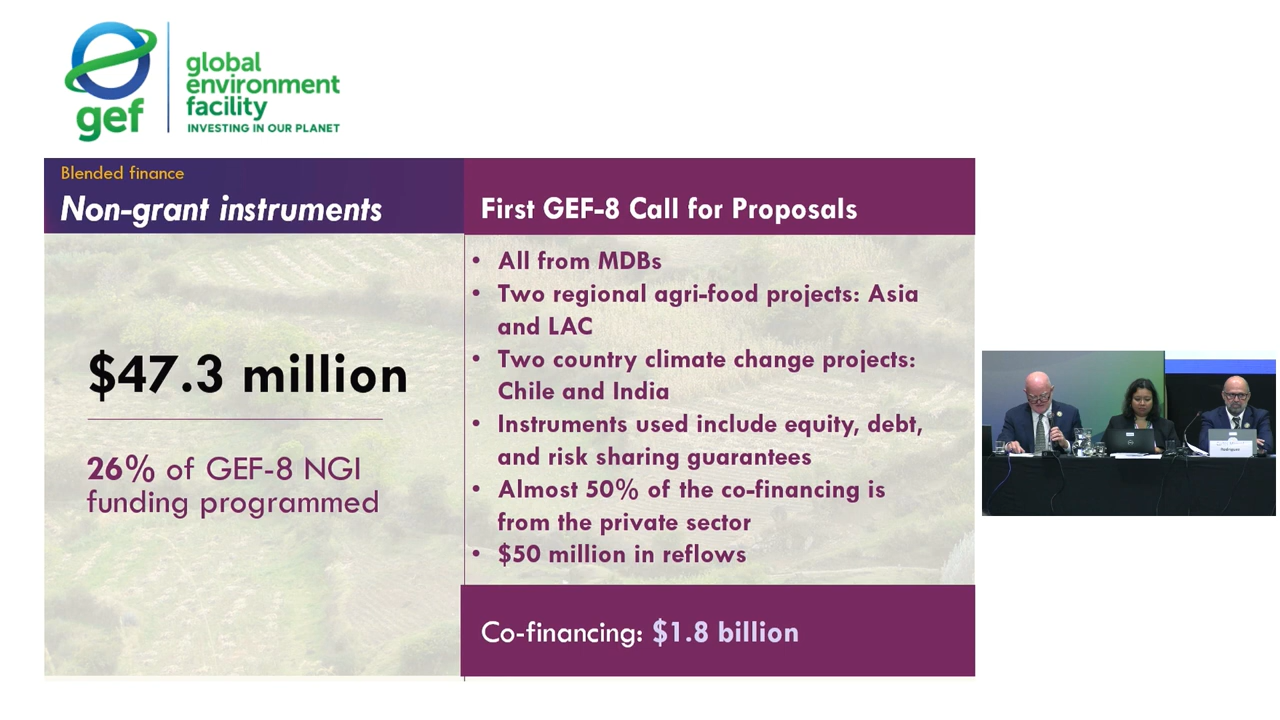 gef
global
environment
facility
INVESTING IN OUR PLANET
Blended finance
Non-grant instruments
$47.3 million
26% of GEF-8 NGI
funding programmed
First GEF-8 Call for Proposals
• All from MDBs
• Two regional agri-food projects: Asia
and LAC
• Two country climate change projects:
Chile and India
• Instruments used include equity, debt,
and risk sharing guarantees
• Almost 50% of the co-financing is
from the private sector
• $50 million in reflows
Co-financing: $1.8 billion
Rodriguez